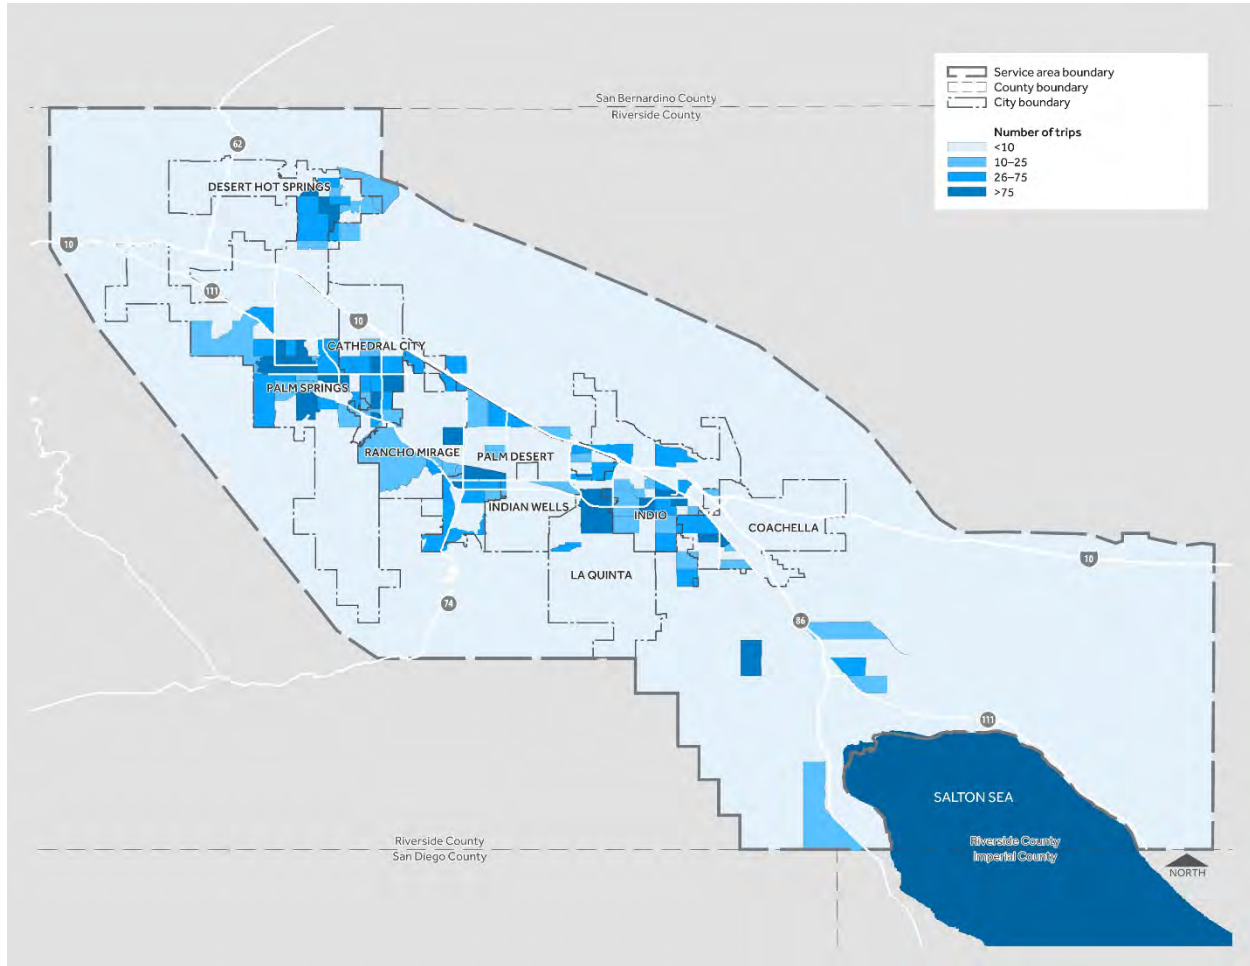 Service area boundary
County boundary
City boundary
Number of trips
<10
10–25
26–75
>75
San Bernardino County
Riverside County
62
DESERT HOT SPRINGS
10
111
10
CATHEDRAL CITY
PALM SPRINGS
RANCHO MIRAGE
PALM DESERT
INDIAN WELLS
INDIO
COACHELLA
10
LA QUINTA
74
86
111
SALTON SEA
Riverside County
San Diego County
Riverside County
Imperial County
NORTH